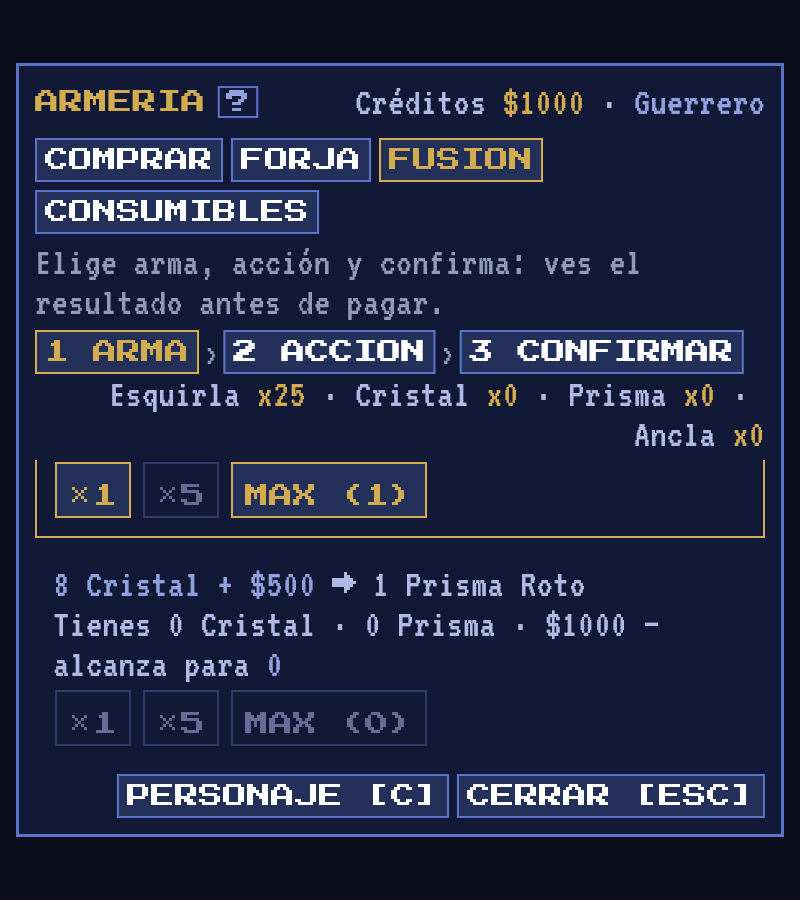 ARMERIA ? Créditos $1000 · Guerrero
COMPRAR FORJA FUSION
CONSUMIBLES
Elige arma, acción y confirma: ves el
resultado antes de pagar.
1 ARMA › 2 ACCION › 3 CONFIRMAR
Esquirla x25 · Cristal x0 · Prisma x0 ·
Ancla x0
×1 ×5 MAX (1)
8 Cristal + $500 🡆 1 Prisma Roto
Tienes 0 Cristal · 0 Prisma · $1000 —
alcanza para 0
×1 ×5 MAX (0)
PERSONAJE [C] CERRAR [ESC]